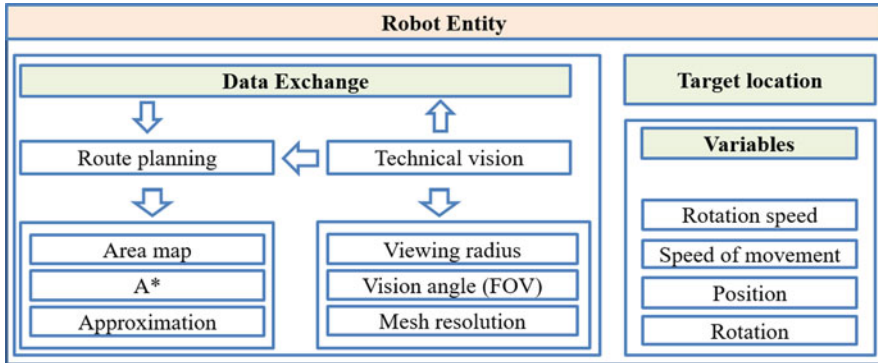 Robot Entity
Data Exchange
Route planning
Technical vision
Area map
A*
Approximation
Viewing radius
Vision angle (FOV)
Mesh resolution
Target location
Variables
Rotation speed
Speed of movement
Position
Rotation